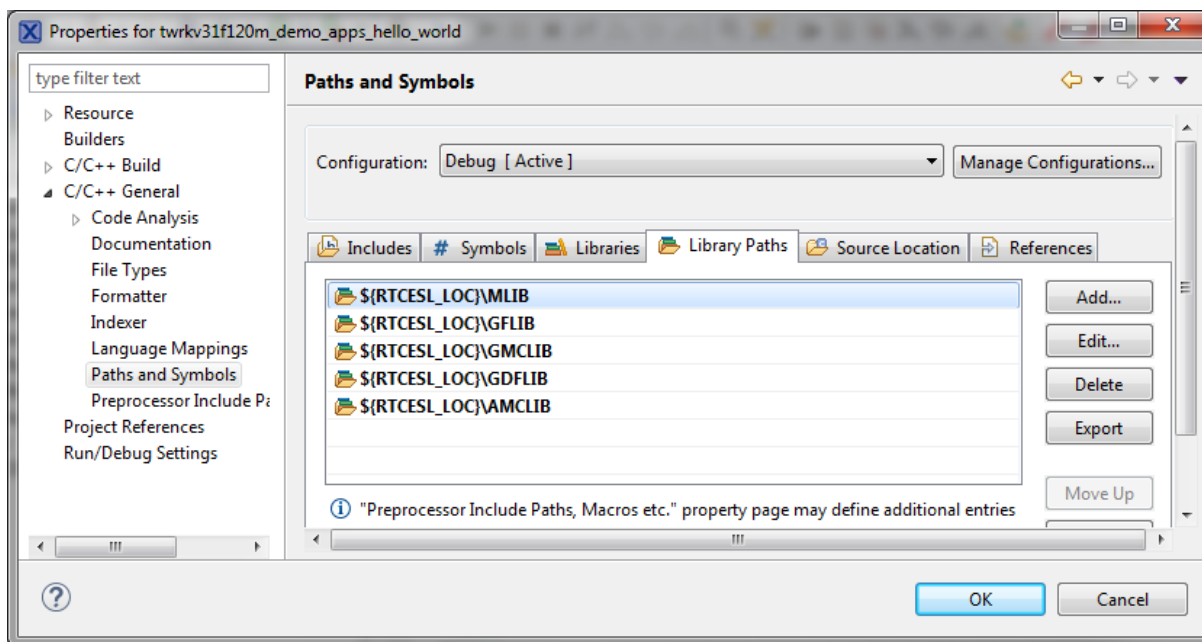 Properties for twrkv31f120m_demo_apps_hello_world
type filter text
Resource
Builders
C/C++ Build
C/C++ General
Code Analysis
Documentation
File Types
Formatter
Indexer
Language Mappings
Paths and Symbols
Preprocessor Include Pa
Project References
Run/Debug Settings
Paths and Symbols
Configuration: Debug [ Active ] Manage Configurations...
Includes # Symbols Libraries Library Paths Source Location References
${RTCESL_LOC}\MLIB
${RTCESL_LOC}\GFLIB
${RTCESL_LOC}\GMCLIB
${RTCESL_LOC}\GDFLIB
${RTCESL_LOC}\AMCLIB
Add...
Edit...
Delete
Export
Move Up
"Preprocessor Include Paths, Macros etc." property page may define additional entries
OK Cancel